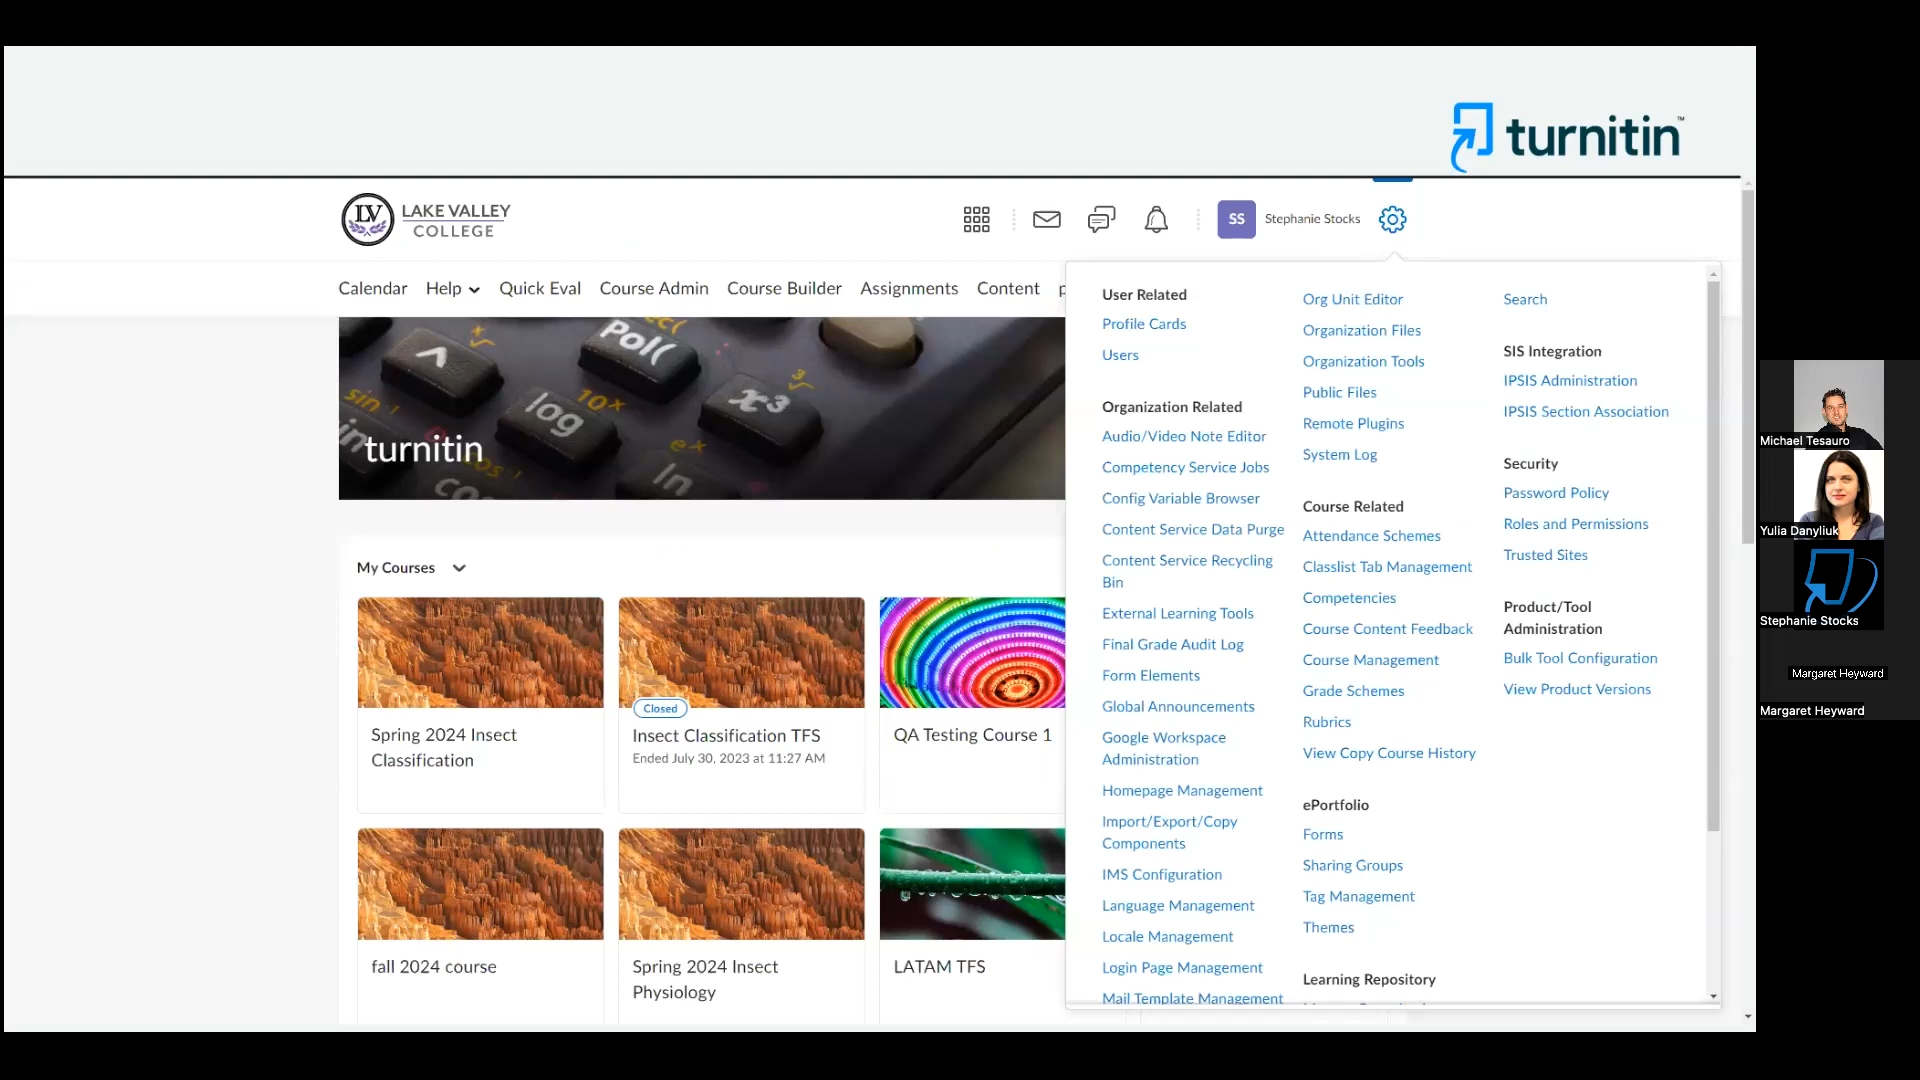 turnitin™
LV LAKE VALLEY
COLLEGE
SS Stephanie Stocks
Calendar Help Quick Eval Course Admin Course Builder Assignments Content
turnitin
My Courses
Spring 2024 Insect
Classification
Closed
Insect Classification TFS
Ended July 30, 2023 at 11:27 AM
QA Testing Course 1
fall 2024 course
Spring 2024 Insect
Physiology
LATAM TFS
User Related
Profile Cards
Users
Organization Related
Audio/Video Note Editor
Competency Service Jobs
Config Variable Browser
Content Service Data Purge
Content Service Recycling
Bin
External Learning Tools
Final Grade Audit Log
Form Elements
Global Announcements
Google Workspace
Administration
Homepage Management
Import/Export/Copy
Components
IMS Configuration
Language Management
Locale Management
Login Page Management
Mail Template Management
Org Unit Editor
Organization Files
Organization Tools
Public Files
Remote Plugins
System Log
Course Related
Attendance Schemes
Classlist Tab Management
Competencies
Course Content Feedback
Course Management
Grade Schemes
Rubrics
View Copy Course History
ePortfolio
Forms
Sharing Groups
Tag Management
Themes
Learning Repository
Search
SIS Integration
IPSIS Administration
IPSIS Section Association
Security
Password Policy
Roles and Permissions
Trusted Sites
Product/Tool
Administration
Bulk Tool Configuration
View Product Versions
Michael Tesauro
Yulia Danyliuk
Stephanie Stocks
Margaret Heyward
Margaret Heyward